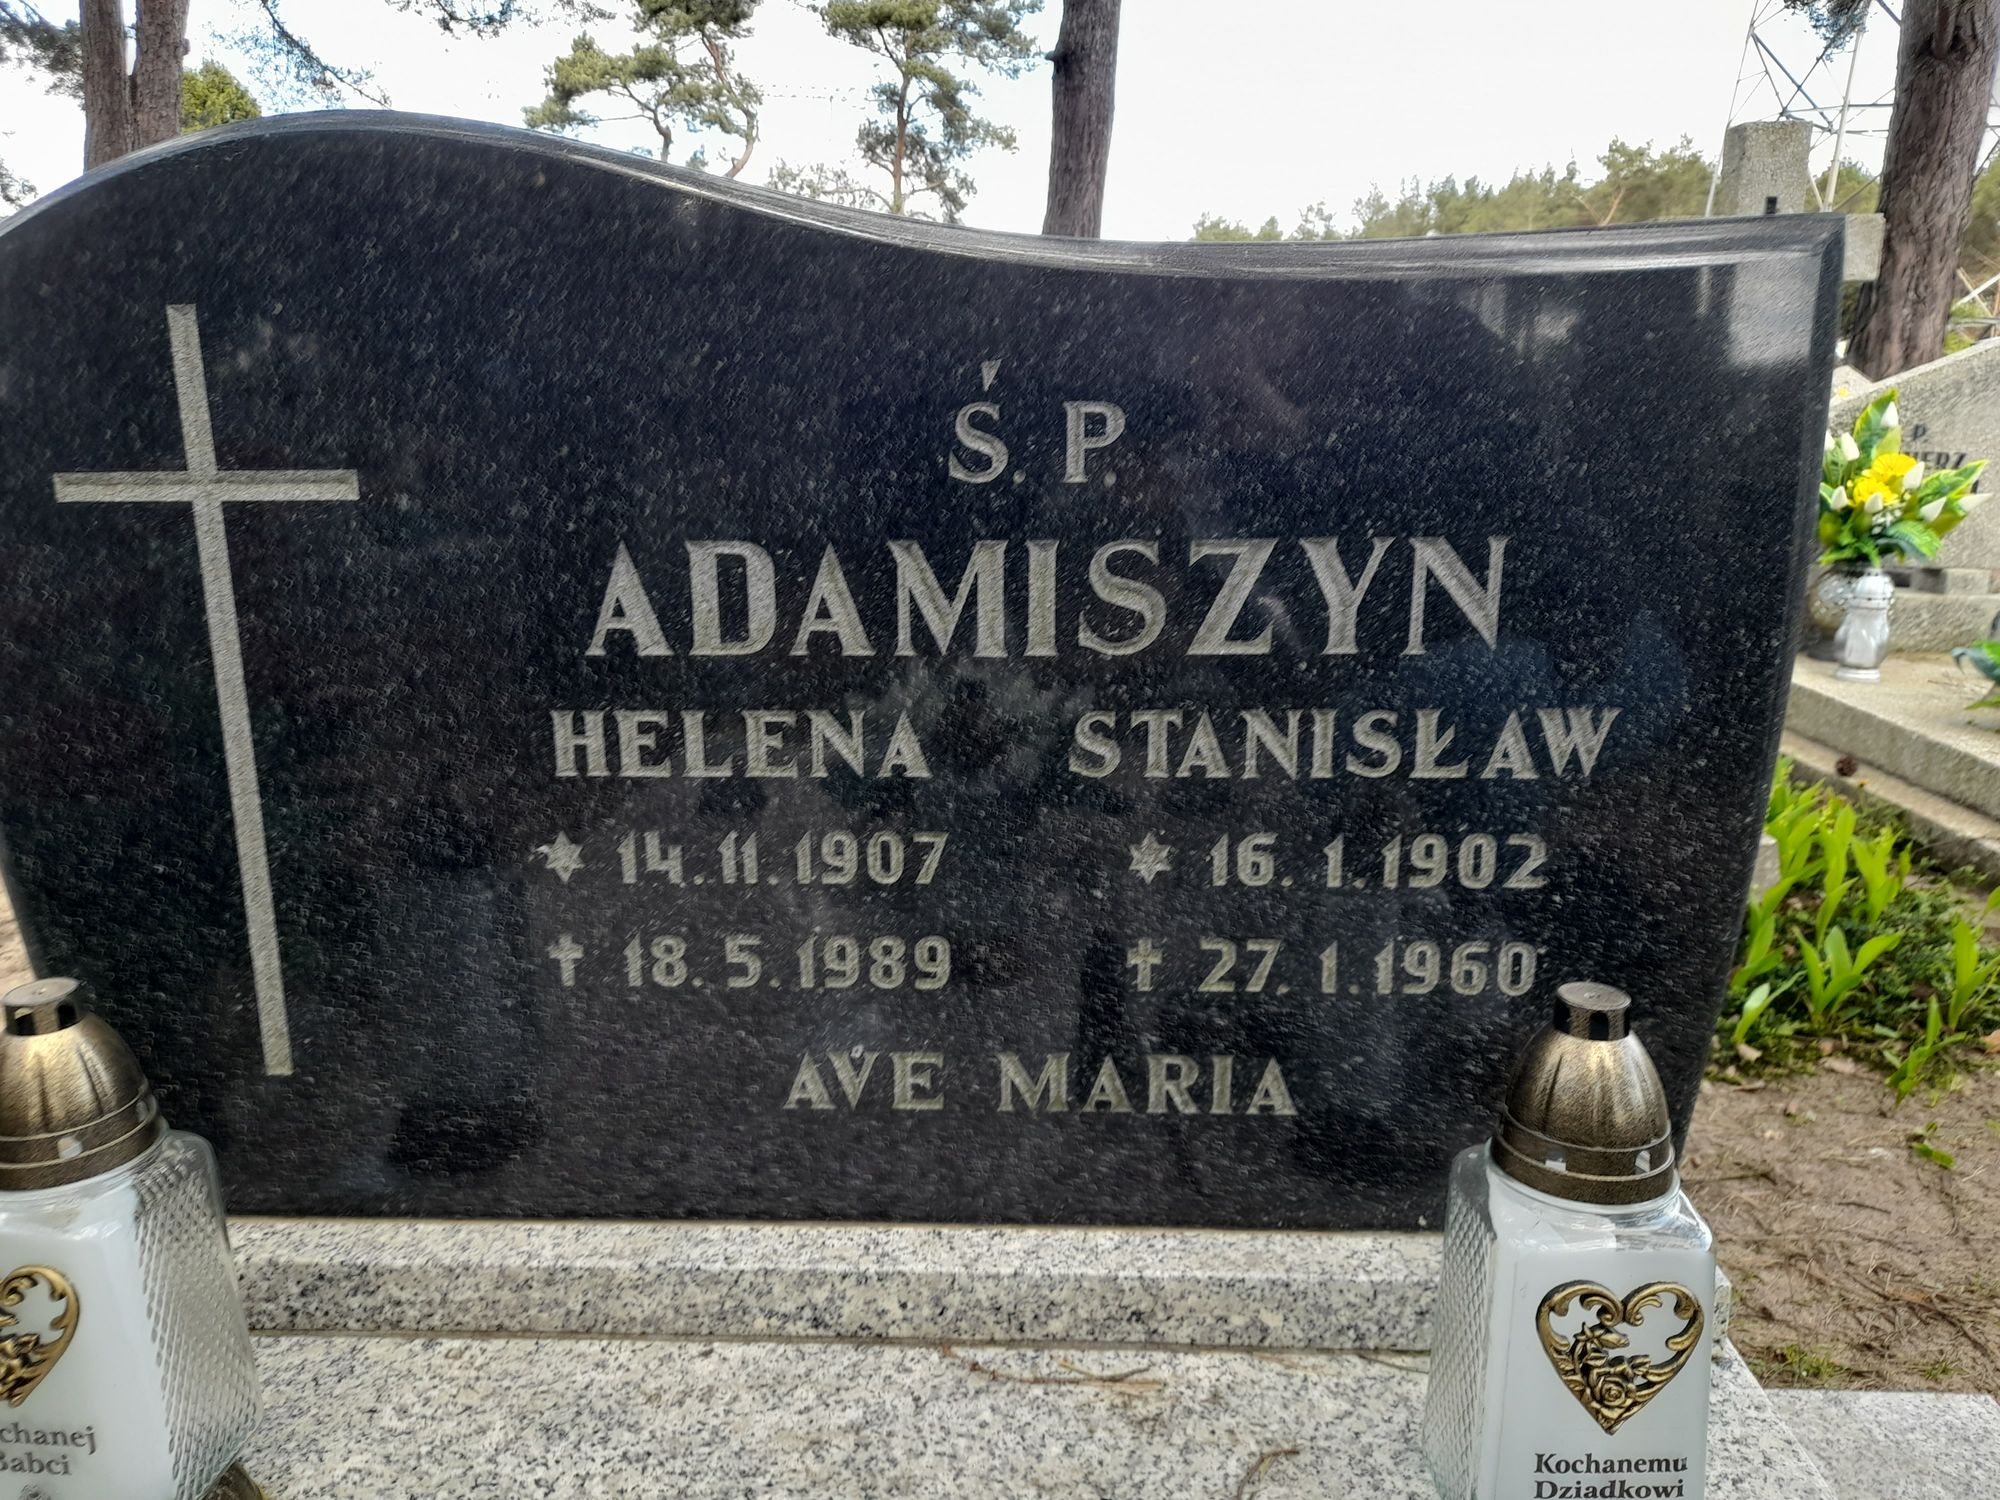 Ś. P.
ADAMISZYN
HELENA STANISŁAW
* 14.11.1907 * 16.1.1902
† 18.5.1989 † 27.1.1960
AVE MARIA
Kochanemu
Dziadkowi
Babci
P.